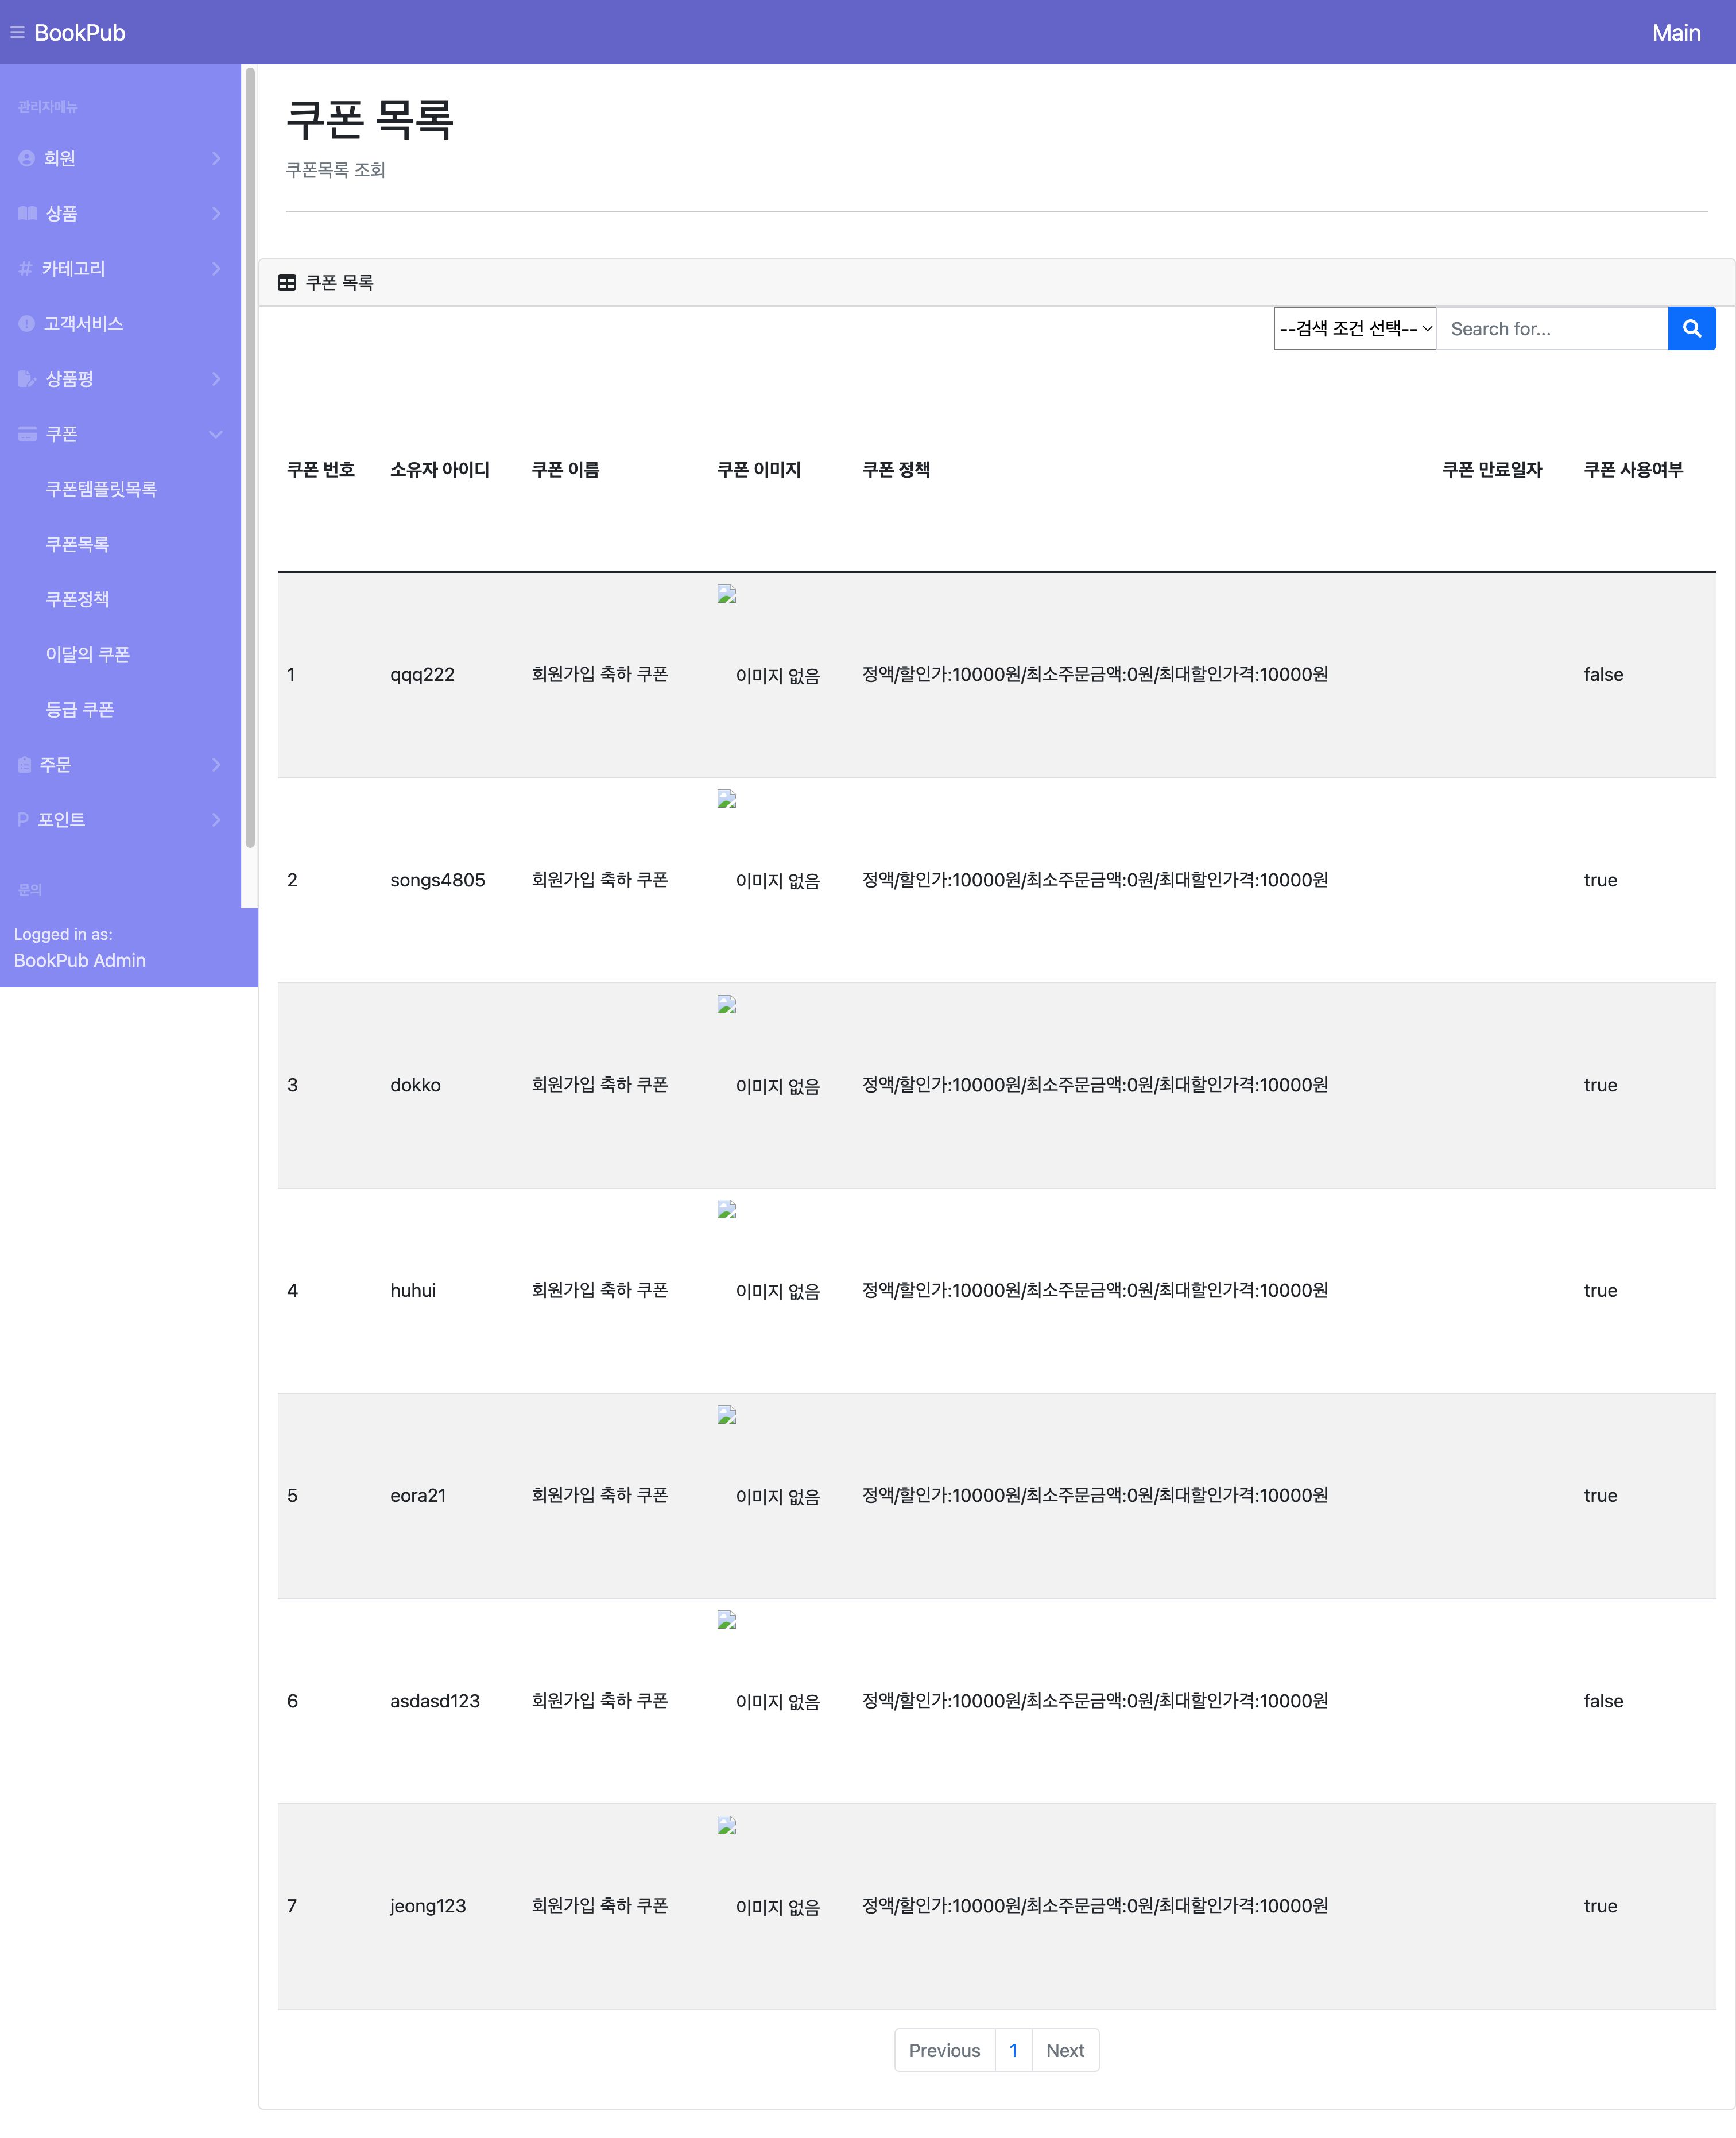 BookPub
Main
관리자메뉴
회원
상품
카테고리
고객서비스
상품평
쿠폰
쿠폰템플릿목록
쿠폰목록
쿠폰정책
이달의 쿠폰
등급 쿠폰
주문
포인트
문의
Logged in as:
BookPub Admin
쿠폰 목록
쿠폰목록 조회
쿠폰 목록
--검색 조건 선택-- Search for...
쿠폰 번호 소유자 아이디 쿠폰 이름 쿠폰 이미지 쿠폰 정책 쿠폰 만료일자 쿠폰 사용여부
1 qqq222 회원가입 축하 쿠폰 이미지 없음 정액/할인가:10000원/최소주문금액:0원/최대할인가격:10000원 false
2 songs4805 회원가입 축하 쿠폰 이미지 없음 정액/할인가:10000원/최소주문금액:0원/최대할인가격:10000원 true
3 dokko 회원가입 축하 쿠폰 이미지 없음 정액/할인가:10000원/최소주문금액:0원/최대할인가격:10000원 true
4 huhui 회원가입 축하 쿠폰 이미지 없음 정액/할인가:10000원/최소주문금액:0원/최대할인가격:10000원 true
5 eora21 회원가입 축하 쿠폰 이미지 없음 정액/할인가:10000원/최소주문금액:0원/최대할인가격:10000원 true
6 asdasd123 회원가입 축하 쿠폰 이미지 없음 정액/할인가:10000원/최소주문금액:0원/최대할인가격:10000원 false
7 jeong123 회원가입 축하 쿠폰 이미지 없음 정액/할인가:10000원/최소주문금액:0원/최대할인가격:10000원 true
Previous 1 Next